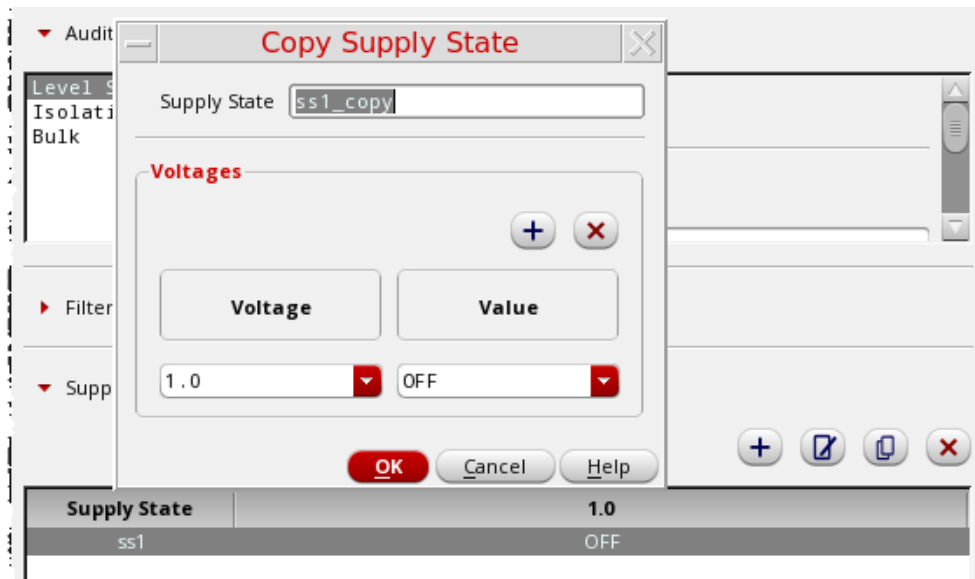 Audit
Copy Supply State
Level S
Isolati
Bulk
Supply State ss1_copy
Voltages
Voltage Value
1.0 OFF
Filter
Supp
OK Cancel Help
Supply State 1.0
ss1 OFF